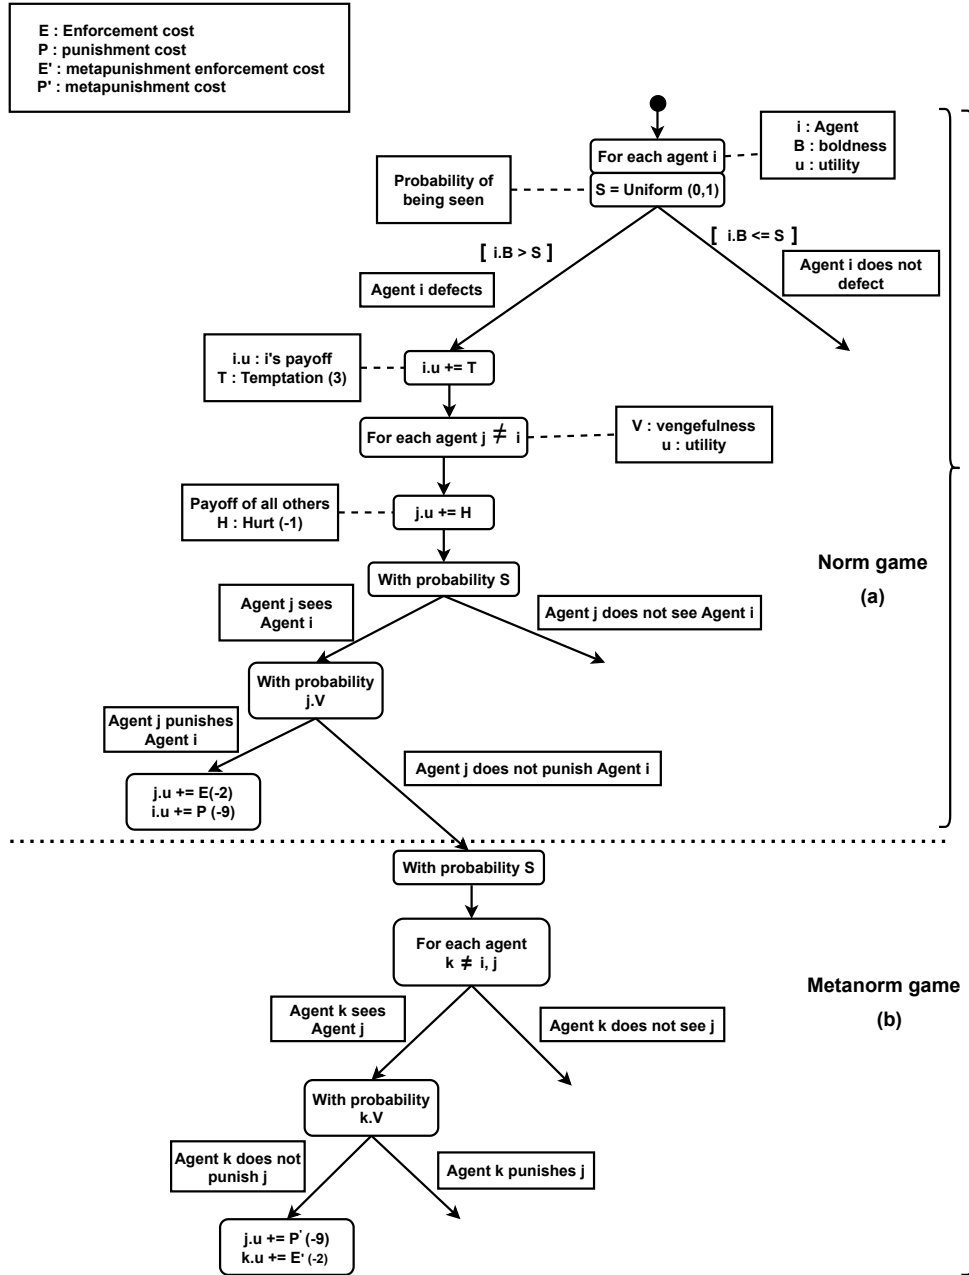 E : Enforcement cost
P : punishment cost
E' : metapunishment enforcement cost
P' : metapunishment cost
For each agent i
i : Agent
B : boldness
u : utility
Probability of
being seen
S = Uniform (0,1)
[ i.B > S ]
[ i.B <= S ]
Agent i defects
Agent i does not
defect
i.u : i's payoff
T : Temptation (3)
i.u += T
For each agent j ≠ i
V : vengefulness
u : utility
Payoff of all others
H : Hurt (-1)
j.u += H
With probability S
Norm game
(a)
Agent j sees
Agent i
Agent j does not see Agent i
With probability
j.V
Agent j punishes
Agent i
Agent j does not punish Agent i
j.u += E(-2)
i.u += P (-9)
With probability S
For each agent
k ≠ i, j
Metanorm game
(b)
Agent k sees
Agent j
Agent k does not see j
With probability
k.V
Agent k does not
punish j
Agent k punishes j
j.u += P' (-9)
k.u += E' (-2)